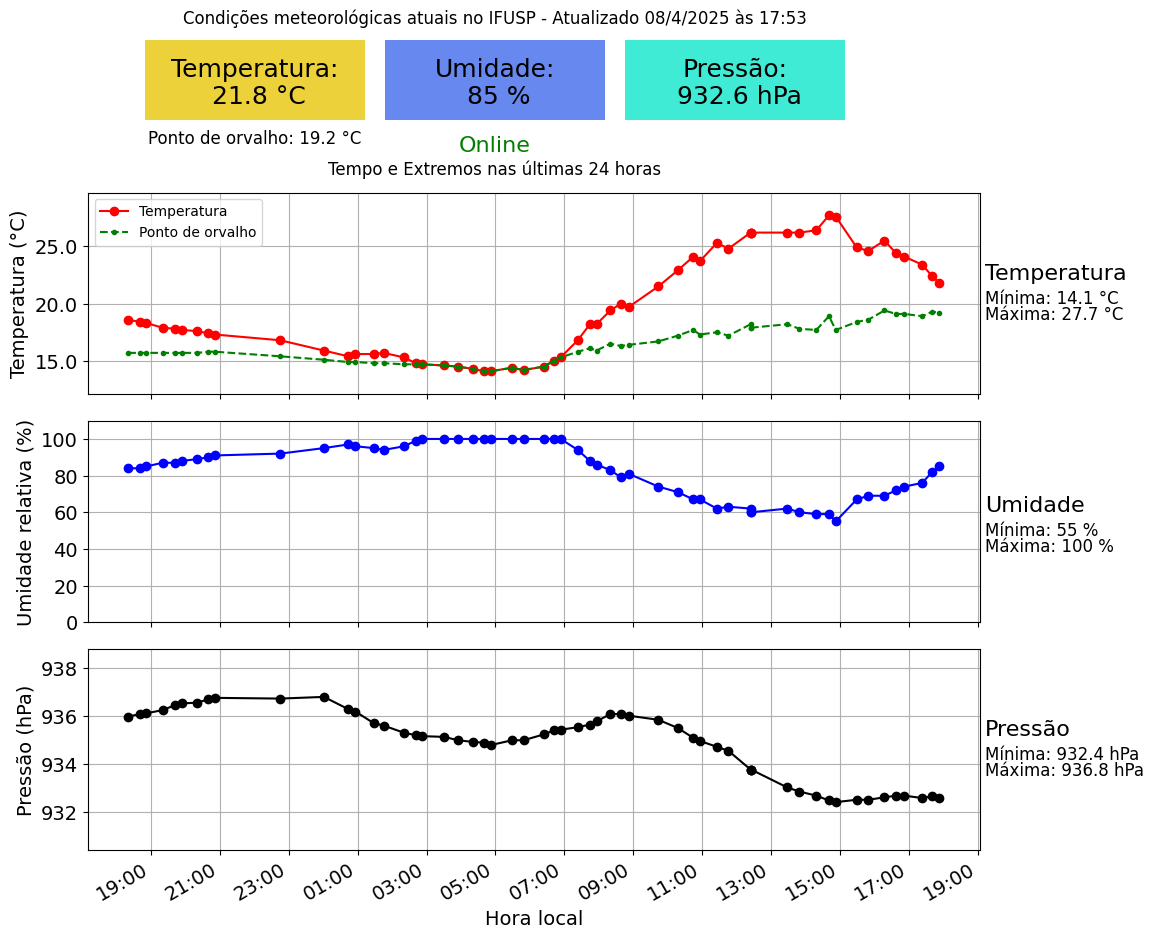 Condições meteorológicas atuais no IFUSP - Atualizado 08/4/2025 às 17:53
Temperatura:
21.8 °C
Umidade:
85 %
Pressão:
932.6 hPa
Ponto de orvalho: 19.2 °C
Online
Tempo e Extremos nas últimas 24 horas
Temperatura (°C)
25.0
20.0
15.0
Temperatura
Ponto de orvalho
Temperatura
Mínima: 14.1 °C
Máxima: 27.7 °C
Umidade relativa (%)
100
80
60
40
20
0
Umidade
Mínima: 55 %
Máxima: 100 %
Pressão (hPa)
938
936
934
932
Pressão
Mínima: 932.4 hPa
Máxima: 936.8 hPa
19:00 21:00 23:00 01:00 03:00 05:00 07:00 09:00 11:00 13:00 15:00 17:00 19:00
Hora local